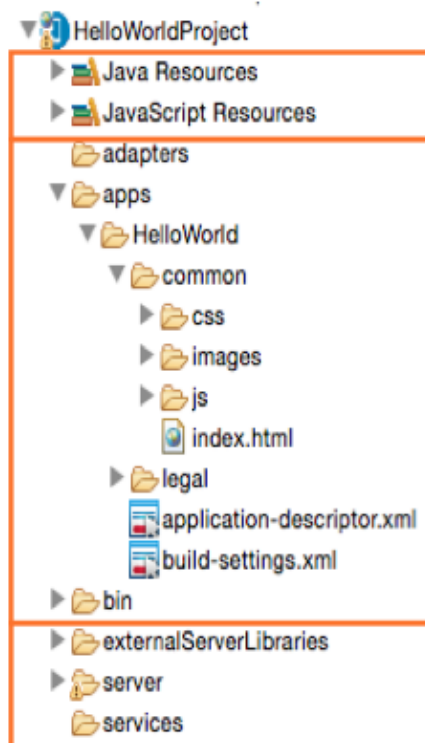 HelloWorldProject
Java Resources
JavaScript Resources
adapters
apps
HelloWorld
common
css
images
js
index.html
legal
application-descriptor.xml
build-settings.xml
bin
externalServerLibraries
server
services